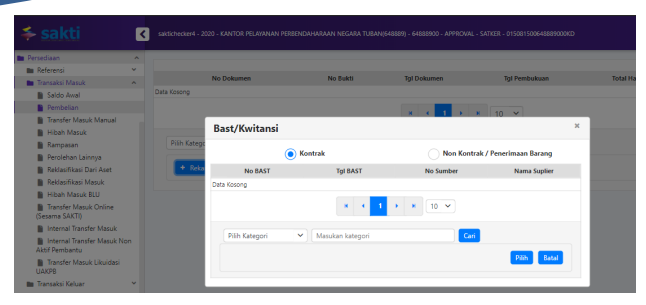 sakti
saktichecker4 - 2020 - KANTOR PELAYANAN PERBENDAHARAAN NEGARA TUBAN(648889) - 64888900 - APPROVAL - SATKER - 015081500648889000KD
Persediaan
Referensi
Transaksi Masuk
Saldo Awal
Pembelian
Transfer Masuk Manual
Hibah Masuk
Rampasan
Perolehan Lainnya
Reklasifikasi Dari Aset
Reklasifikasi Masuk
Hibah Masuk BLU
Transfer Masuk Online
(Sesama SAKTI)
Internal Transfer Masuk
Internal Transfer Masuk Non
Aktif Pembantu
Transfer Masuk Likuidasi
UAKPB
Transaksi Keluar
No Dokumen No Bukti Tgl Dokumen Tgl Pembukuan Total Ha
Data Kosong
1 10
Pilih Katego
+ Reka
Bast/Kwitansi ×
Kontrak Non Kontrak / Penerimaan Barang
No BAST Tgl BAST No Sumber Nama Suplier
Data Kosong
1 10
Pilih Kategori Masukan kategori Cari
Pilih Batal